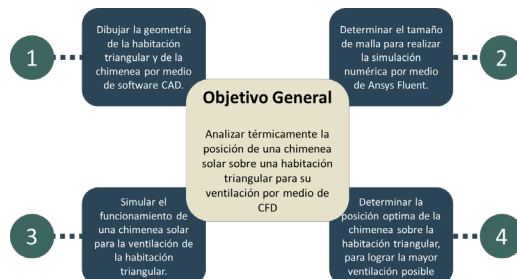 1
Dibujar la geometría
de la habitación
triangular y de la
chimenea por medio
de software CAD.
Determinar el tamaño
de malla para realizar
la simulación
numérica por medio
de Ansys Fluent.
2
Objetivo General
Analizar térmicamente la
posición de una chimenea
solar sobre una habitación
triangular para su
ventilación por medio de
CFD
3
Simular el
funcionamiento de
una chimenea solar
para la ventilación de
la habitación
triangular.
Determinar la
posición optima de la
chimenea sobre la
habitación triangular,
para lograr la mayor
ventilación posible
4